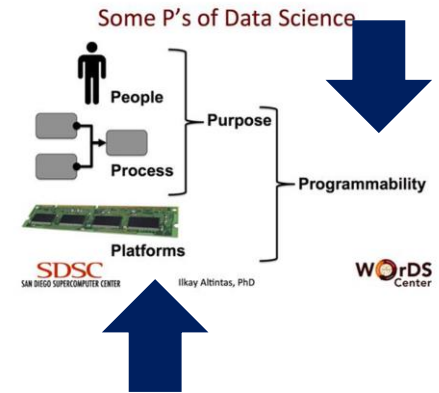 Some P's of Data Science
People
Purpose
Process
Programmability
Platforms
SDSC
SAN DIEGO SUPERCOMPUTER CENTER
Ilkay Altintas, PhD
WOrDS
Center